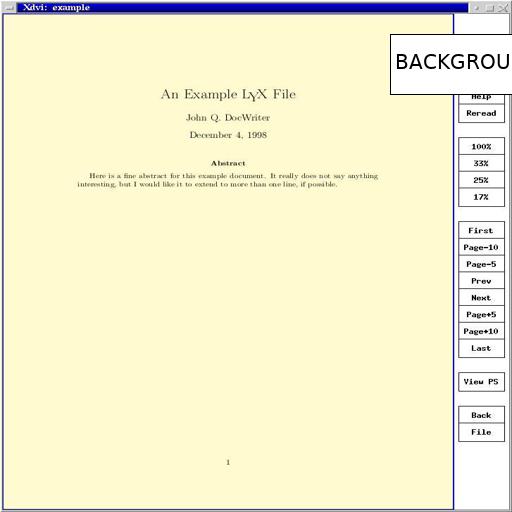 Xdvi: example
BACKGROU
Help
Reread
100%
33%
25%
17%
First
Page-10
Page-5
Prev
Next
Page+5
Page+10
Last
View PS
Back
File
An Example LyX File
John Q. DocWriter
December 4, 1998
Abstract
Here is a fine abstract for this example document. It really does not say anything
interesting, but I would like it to extend to more than one line, if possible.
1